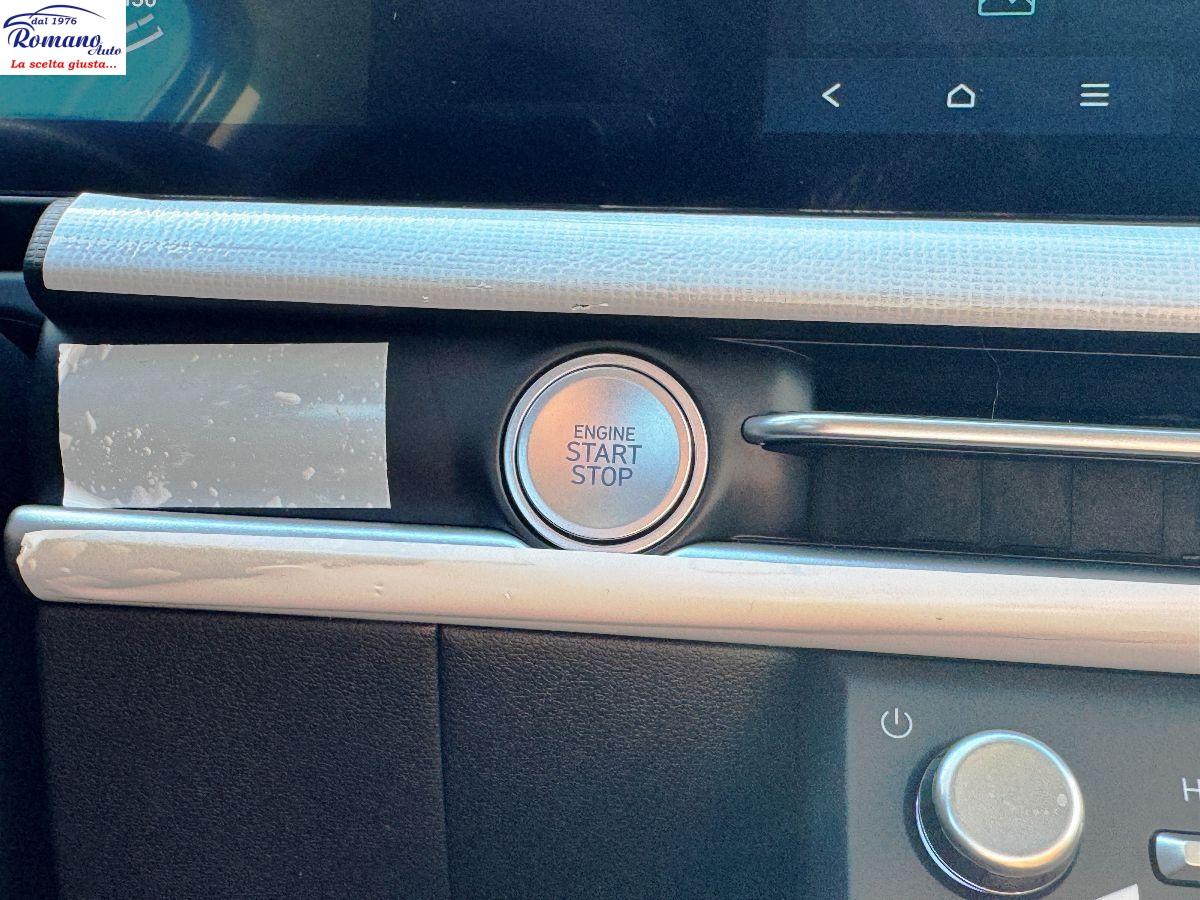 dal 1976
Romano
Auto
La scelta giusta...
ENGINE
START
STOP
H